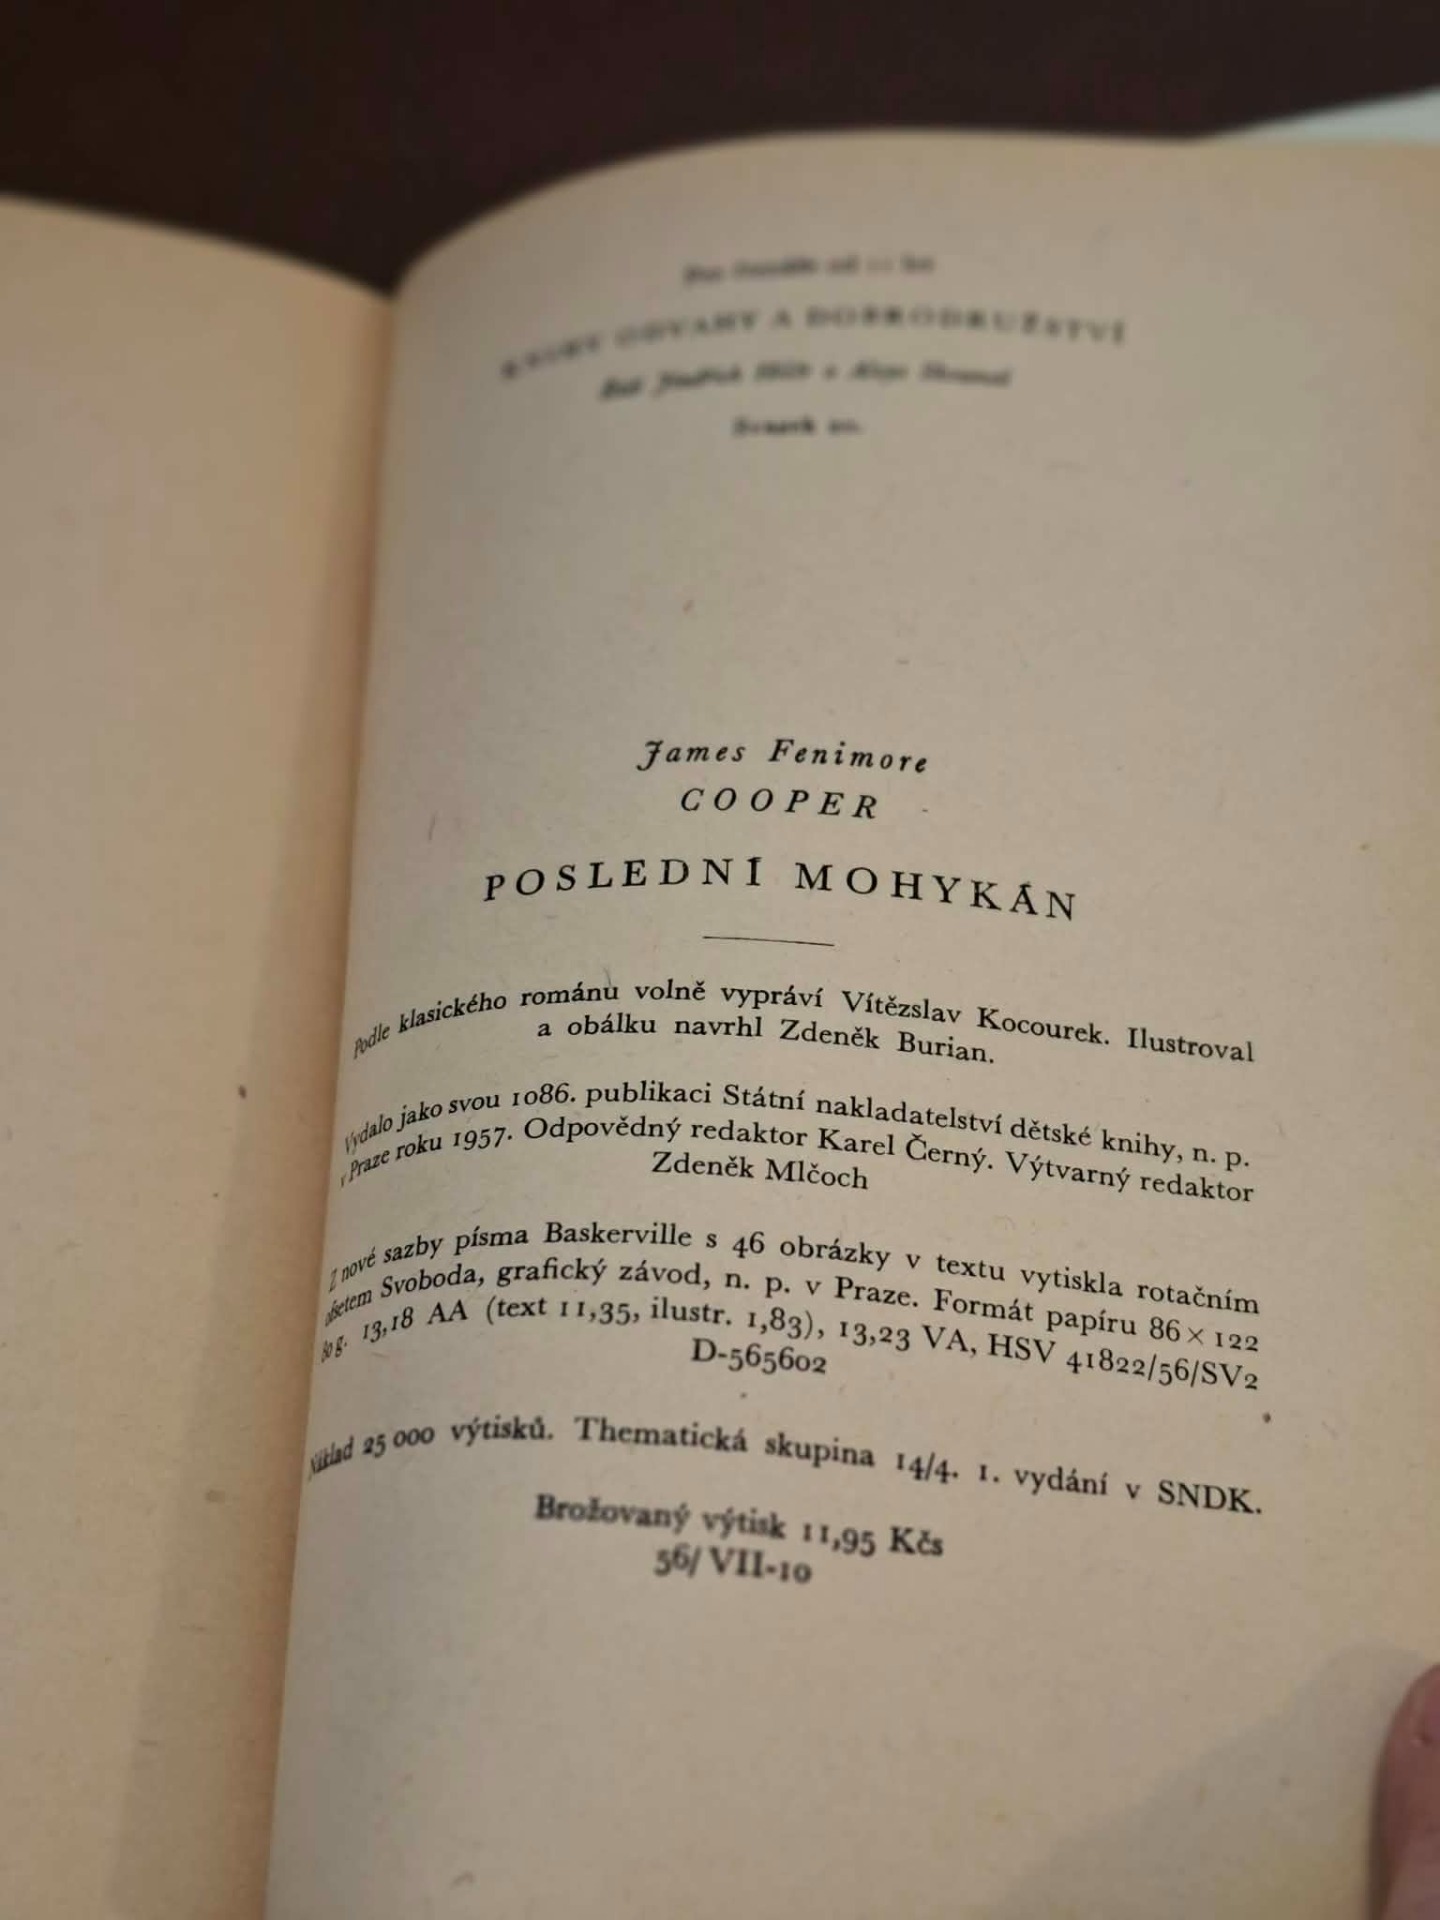 KNIHY ODVAHY A DOBRODRUŽSTVÍ
Svazek
James Fenimore
COOPER
POSLEDNÍ MOHYKÁN
Podle klasického románu volně vypráví Vítězslav Kocourek. Ilustroval
a obálku navrhl Zdeněk Burian.
Vydalo jako svou 1086. publikaci Státní nakladatelství dětské knihy, n. p.
v Praze roku 1957. Odpovědný redaktor Karel Černý. Výtvarný redaktor
Zdeněk Mlčoch
Z nové sazby písma Baskerville s 46 obrázky v textu vytiskla rotačním
ofsetem Svoboda, grafický závod, n. p. v Praze. Formát papíru 86×122
80 g. 13,18 AA (text 11,35, ilustr. 1,83), 13,23 VA, HSV 41822/56/SV2
D-565602
Náklad 25 000 výtisků. Thematická skupina 14/4. 1. vydání v SNDK.
Brožovaný výtisk 11,95 Kčs
56/VII-10